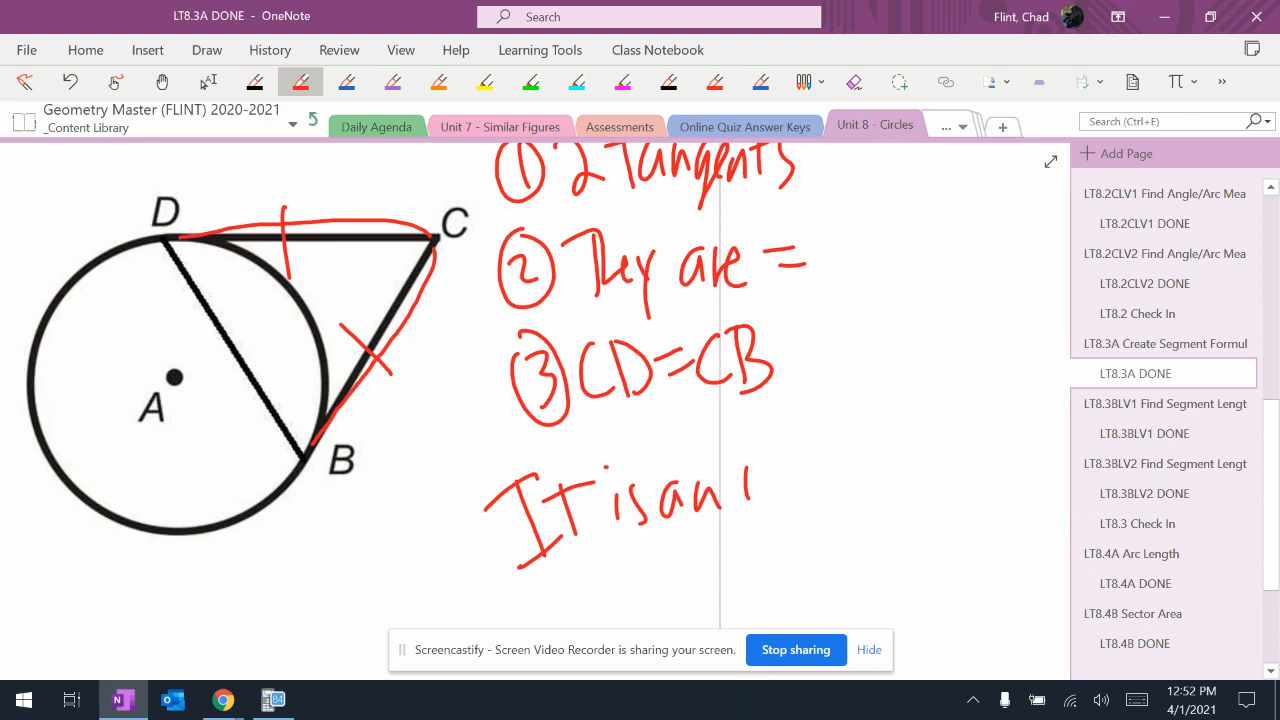 LT8.3A DONE - OneNote
Search
Flint, Chad
File Home Insert Draw History Review View Help Learning Tools Class Notebook
Geometry Master (FLINT) 2020-2021
_Content Library
Daily Agenda
Unit 7 - Similar Figures
Assessments
Online Quiz Answer Keys
Unit 8 - Circles
...
Search (Ctrl+E)
Add Page
LT8.2CLV1 Find Angle/Arc Mea
LT8.2CLV1 DONE
LT8.2CLV2 Find Angle/Arc Mea
LT8.2CLV2 DONE
LT8.2 Check In
LT8.3A Create Segment Formul
LT8.3A DONE
LT8.3BLV1 Find Segment Lengt
LT8.3BLV1 DONE
LT8.3BLV2 Find Segment Lengt
LT8.3BLV2 DONE
LT8.3 Check In
LT8.4A Arc Length
LT8.4A DONE
LT8.4B Sector Area
LT8.4B DONE
D
C
A
B
① 2 Tangents
② They are =
③ CD=CB
It is an I
Screencastify - Screen Video Recorder is sharing your screen.
Stop sharing
Hide
84
12:52 PM
4/1/2021